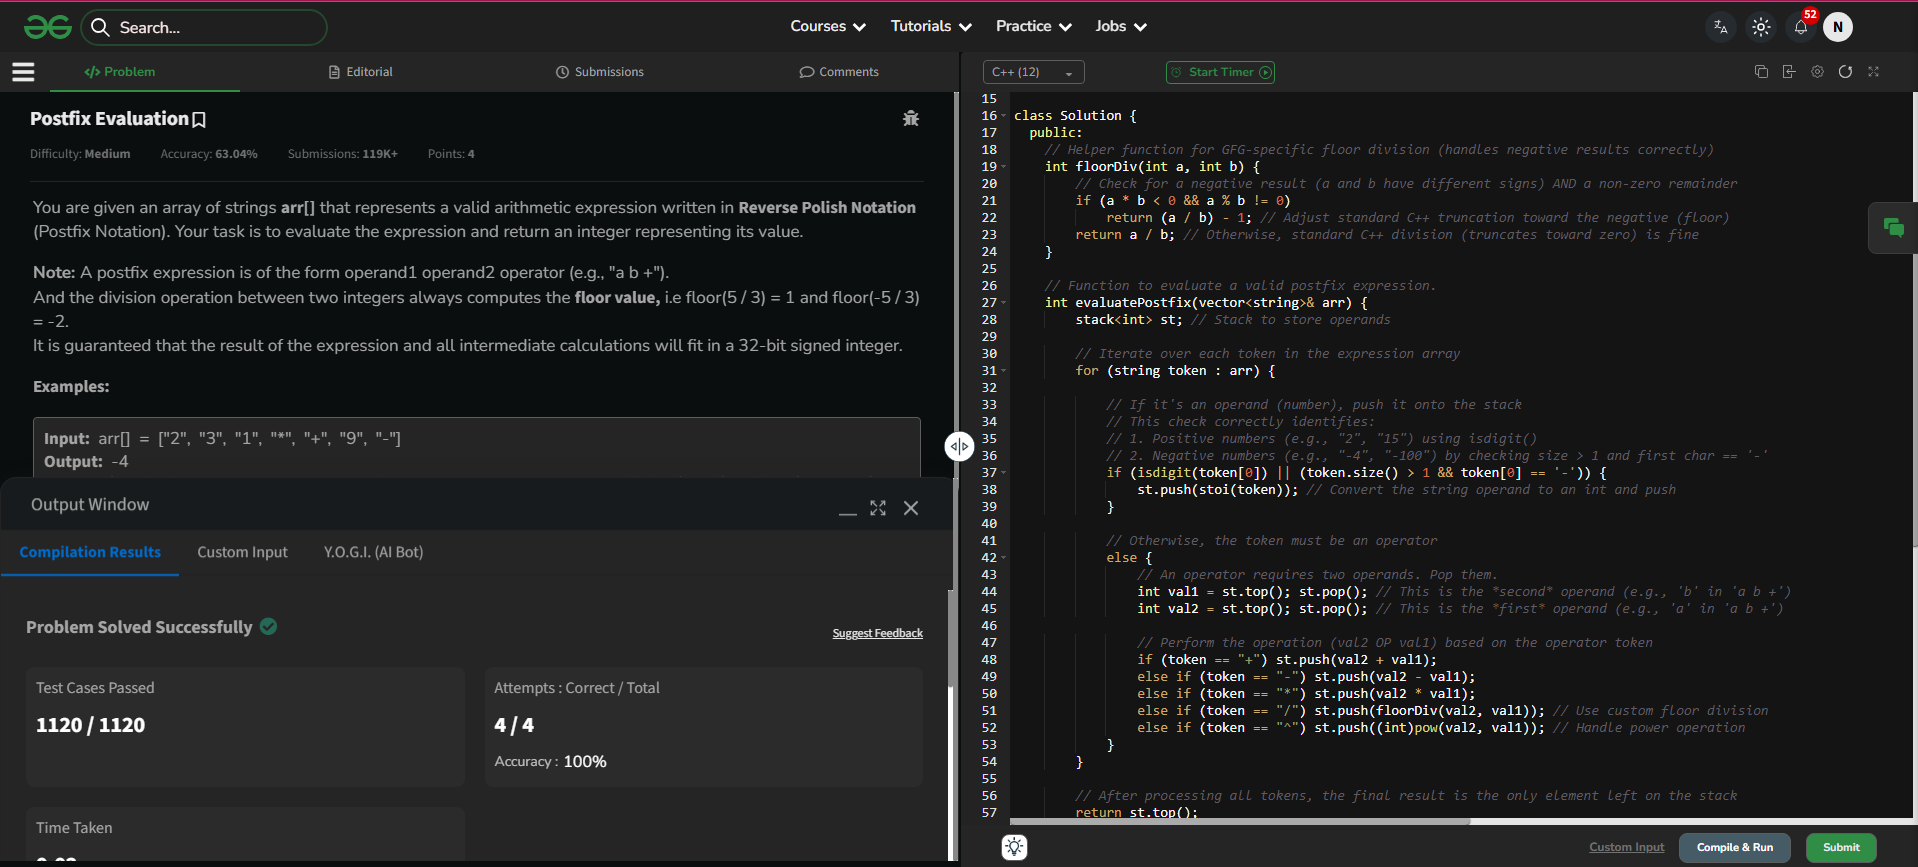 Search...
Courses
Tutorials
Practice
Jobs
52
N
Problem
Editorial
Submissions
Comments
C++ (12)
Start Timer
Postfix Evaluation
Difficulty: Medium
Accuracy: 63.04%
Submissions: 119K+
Points: 4
You are given an array of strings arr[] that represents a valid arithmetic expression written in Reverse Polish Notation
(Postfix Notation). Your task is to evaluate the expression and return an integer representing its value.
Note: A postfix expression is of the form operand1 operand2 operator (e.g., "a b +").
And the division operation between two integers always computes the floor value, i.e floor(5 / 3) = 1 and floor(-5 / 3)
= -2.
It is guaranteed that the result of the expression and all intermediate calculations will fit in a 32-bit signed integer.
Examples:
Input: arr[] = ["2", "3", "1", "*", "+", "9", "-"]
Output: -4
Output Window
Compilation Results
Custom Input
Y.O.G.I. (AI Bot)
Problem Solved Successfully
Suggest Feedback
Test Cases Passed
1120 / 1120
Attempts : Correct / Total
4 / 4
Accuracy : 100%
Time Taken
15
16 class Solution {
17 public:
18 // Helper function for GFG-specific floor division (handles negative results correctly)
19 int floorDiv(int a, int b) {
20 // Check for a negative result (a and b have different signs) AND a non-zero remainder
21 if (a * b < 0 && a % b != 0)
22 return (a / b) - 1; // Adjust standard C++ truncation toward the negative (floor)
23 return a / b; // Otherwise, standard C++ division (truncates toward zero) is fine
24 }
25
26 // Function to evaluate a valid postfix expression.
27 int evaluatePostfix(vector<string>& arr) {
28 stack<int> st; // Stack to store operands
29
30 // Iterate over each token in the expression array
31 for (string token : arr) {
32
33 // If it's an operand (number), push it onto the stack
34 // This check correctly identifies:
35 // 1. Positive numbers (e.g., "2", "15") using isdigit()
36 // 2. Negative numbers (e.g., "-4", "-100") by checking size > 1 and first char == '-'
37 if (isdigit(token[0]) || (token.size() > 1 && token[0] == '-')) {
38 st.push(stoi(token)); // Convert the string operand to an int and push
39 }
40
41 // Otherwise, the token must be an operator
42 else {
43 // An operator requires two operands. Pop them.
44 int val1 = st.top(); st.pop(); // This is the *second* operand (e.g., 'b' in 'a b +')
45 int val2 = st.top(); st.pop(); // This is the *first* operand (e.g., 'a' in 'a b +')
46
47 // Perform the operation (val2 OP val1) based on the operator token
48 if (token == "+") st.push(val2 + val1);
49 else if (token == "-") st.push(val2 - val1);
50 else if (token == "*") st.push(val2 * val1);
51 else if (token == "/") st.push(floorDiv(val2, val1)); // Use custom floor division
52 else if (token == "^") st.push((int)pow(val2, val1)); // Handle power operation
53 }
54 }
55
56 // After processing all tokens, the final result is the only element left on the stack
57 return st.top();
Custom Input
Compile & Run
Submit